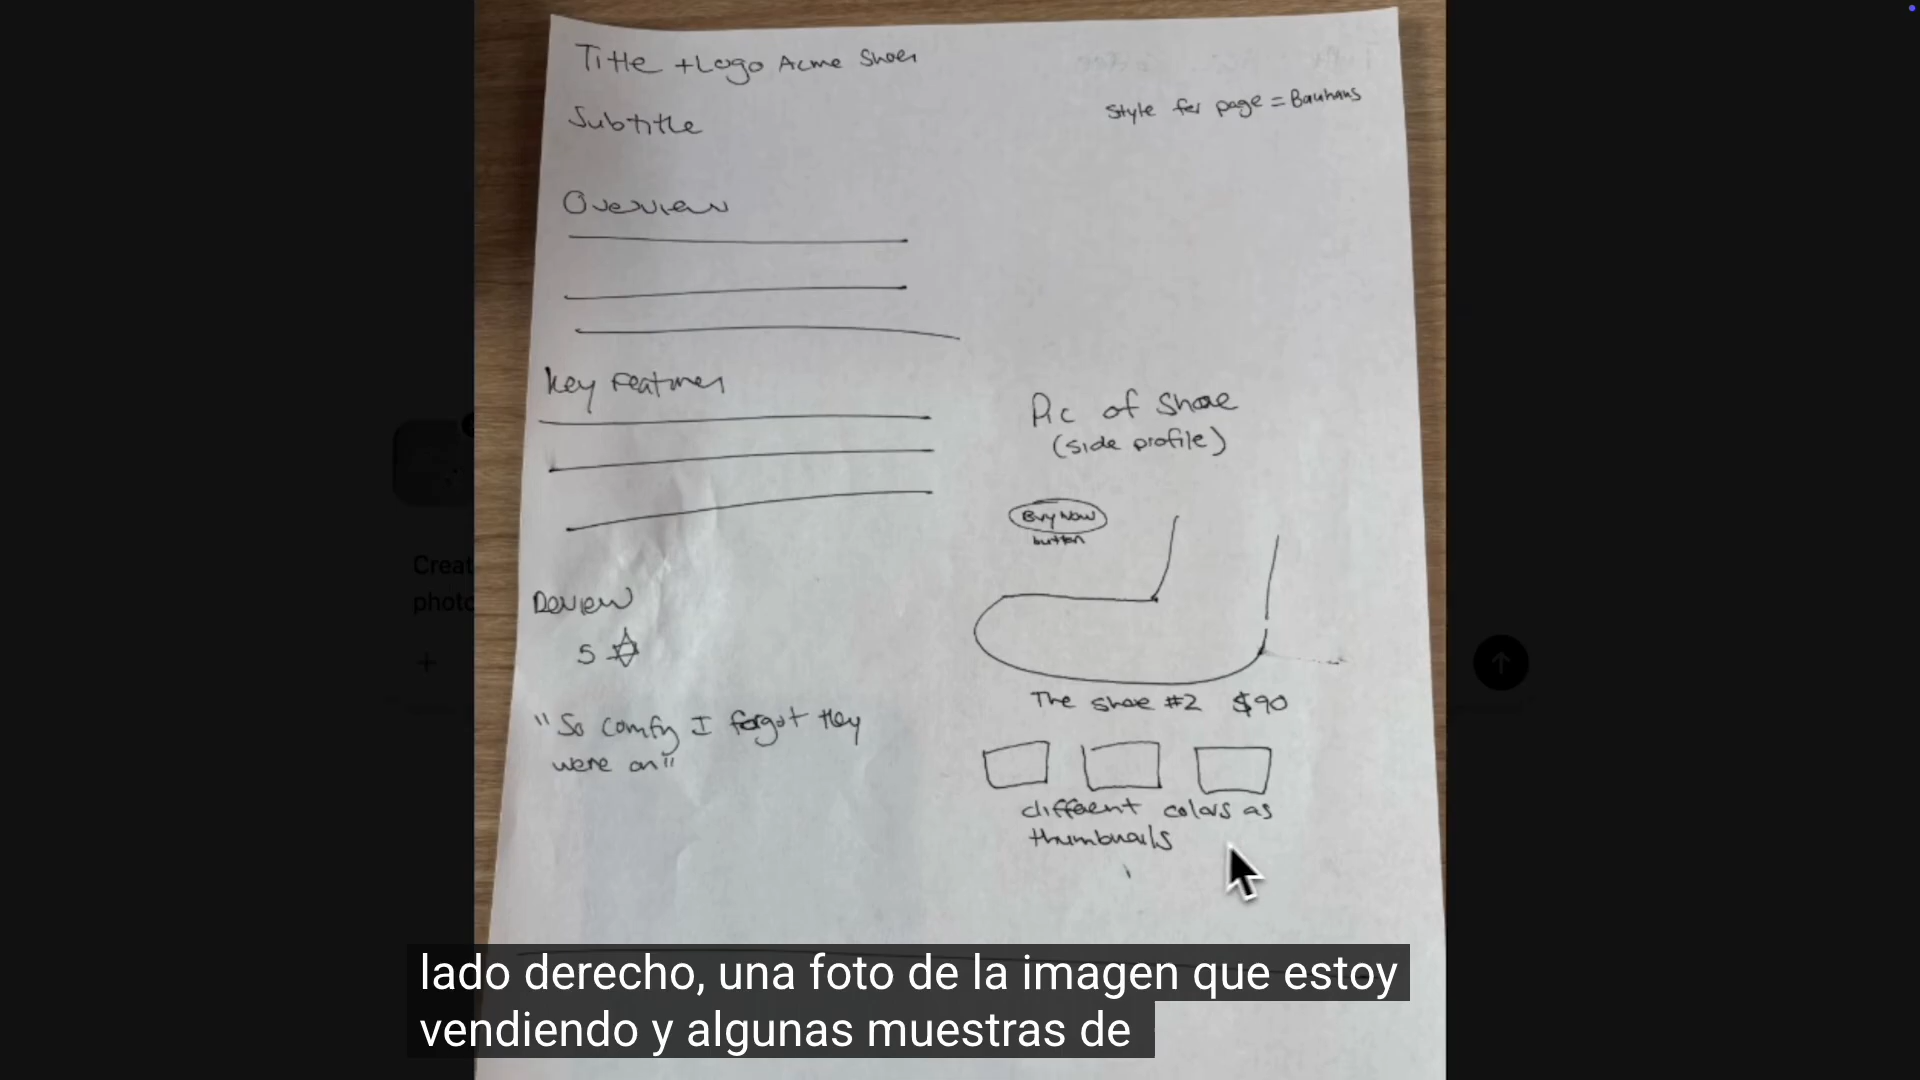 Title + Logo Acme Shoes
Subtitle
Style for page = Bauhaus
Overview
Key Features
Pic of Shoe
(side profile)
Buy Now
button
Review
5
"So comfy I forgot they
were on"
The shoe #2 $90
different colors as
thumbnails
Creat
photo
lado derecho, una foto de la imagen que estoy
vendiendo y algunas muestras de